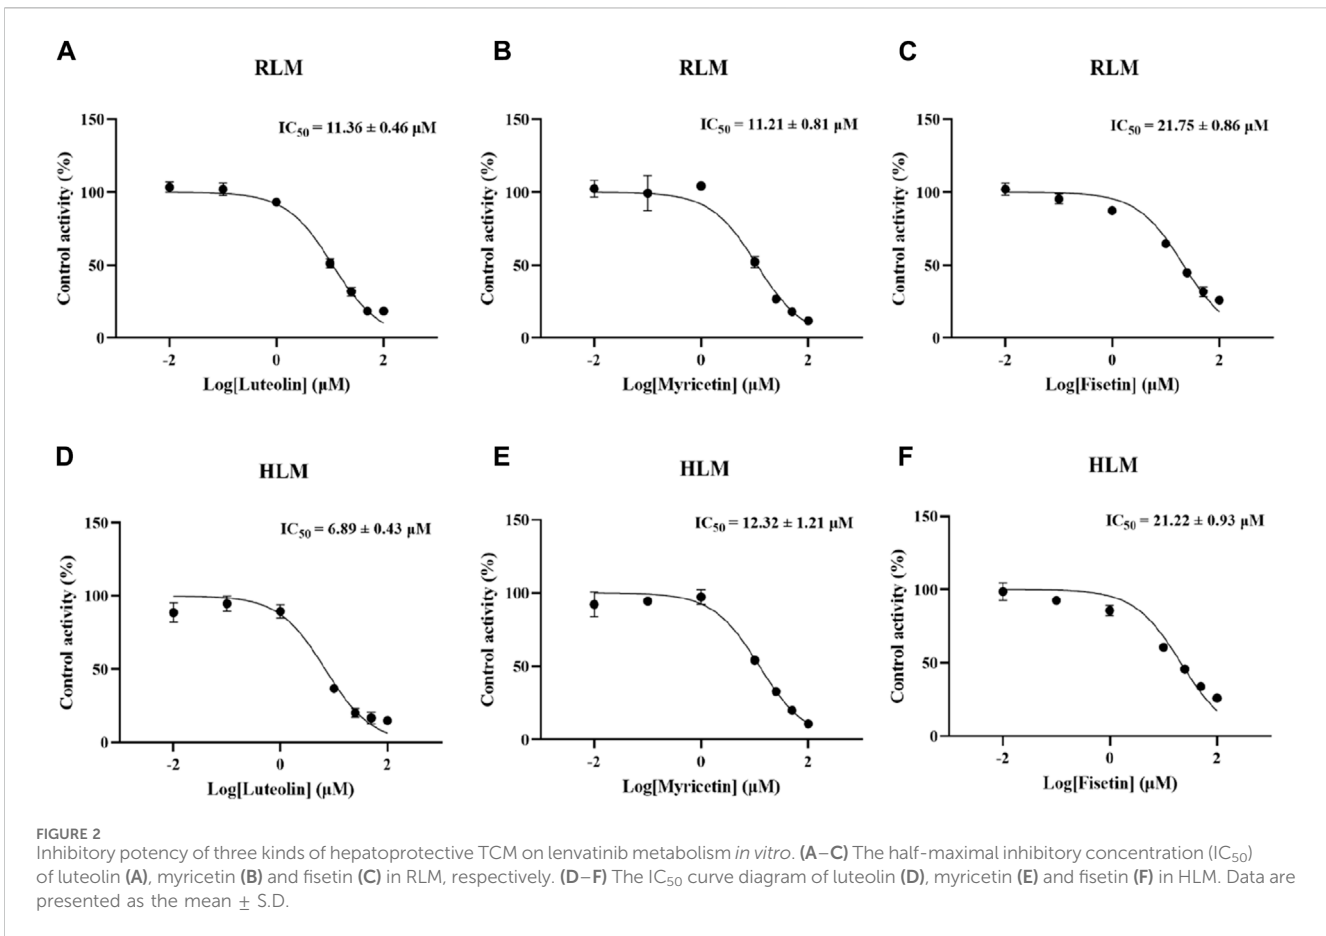 A
RLM
IC50 = 11.36 ± 0.46 μM
150
100
50
0
Control activity (%)
-2 0 2
Log[Luteolin] (μM)
B
RLM
IC50 = 11.21 ± 0.81 μM
150
100
50
0
Control activity (%)
-2 0 2
Log[Myricetin] (μM)
C
RLM
IC50 = 21.75 ± 0.86 μM
150
100
50
0
Control activity (%)
-2 0 2
Log[Fisetin] (μM)
D
HLM
IC50 = 6.89 ± 0.43 μM
150
100
50
0
Control activity (%)
-2 0 2
Log[Luteolin] (μM)
E
HLM
IC50 = 12.32 ± 1.21 μM
150
100
50
0
Control activity (%)
-2 0 2
Log[Myricetin] (μM)
F
HLM
IC50 = 21.22 ± 0.93 μM
150
100
50
0
Control activity (%)
-2 0 2
Log[Fisetin] (μM)
FIGURE 2
Inhibitory potency of three kinds of hepatoprotective TCM on lenvatinib metabolism in vitro. (A–C) The half-maximal inhibitory concentration (IC50)
of luteolin (A), myricetin (B) and fisetin (C) in RLM, respectively. (D–F) The IC50 curve diagram of luteolin (D), myricetin (E) and fisetin (F) in HLM. Data are
presented as the mean ± S.D.